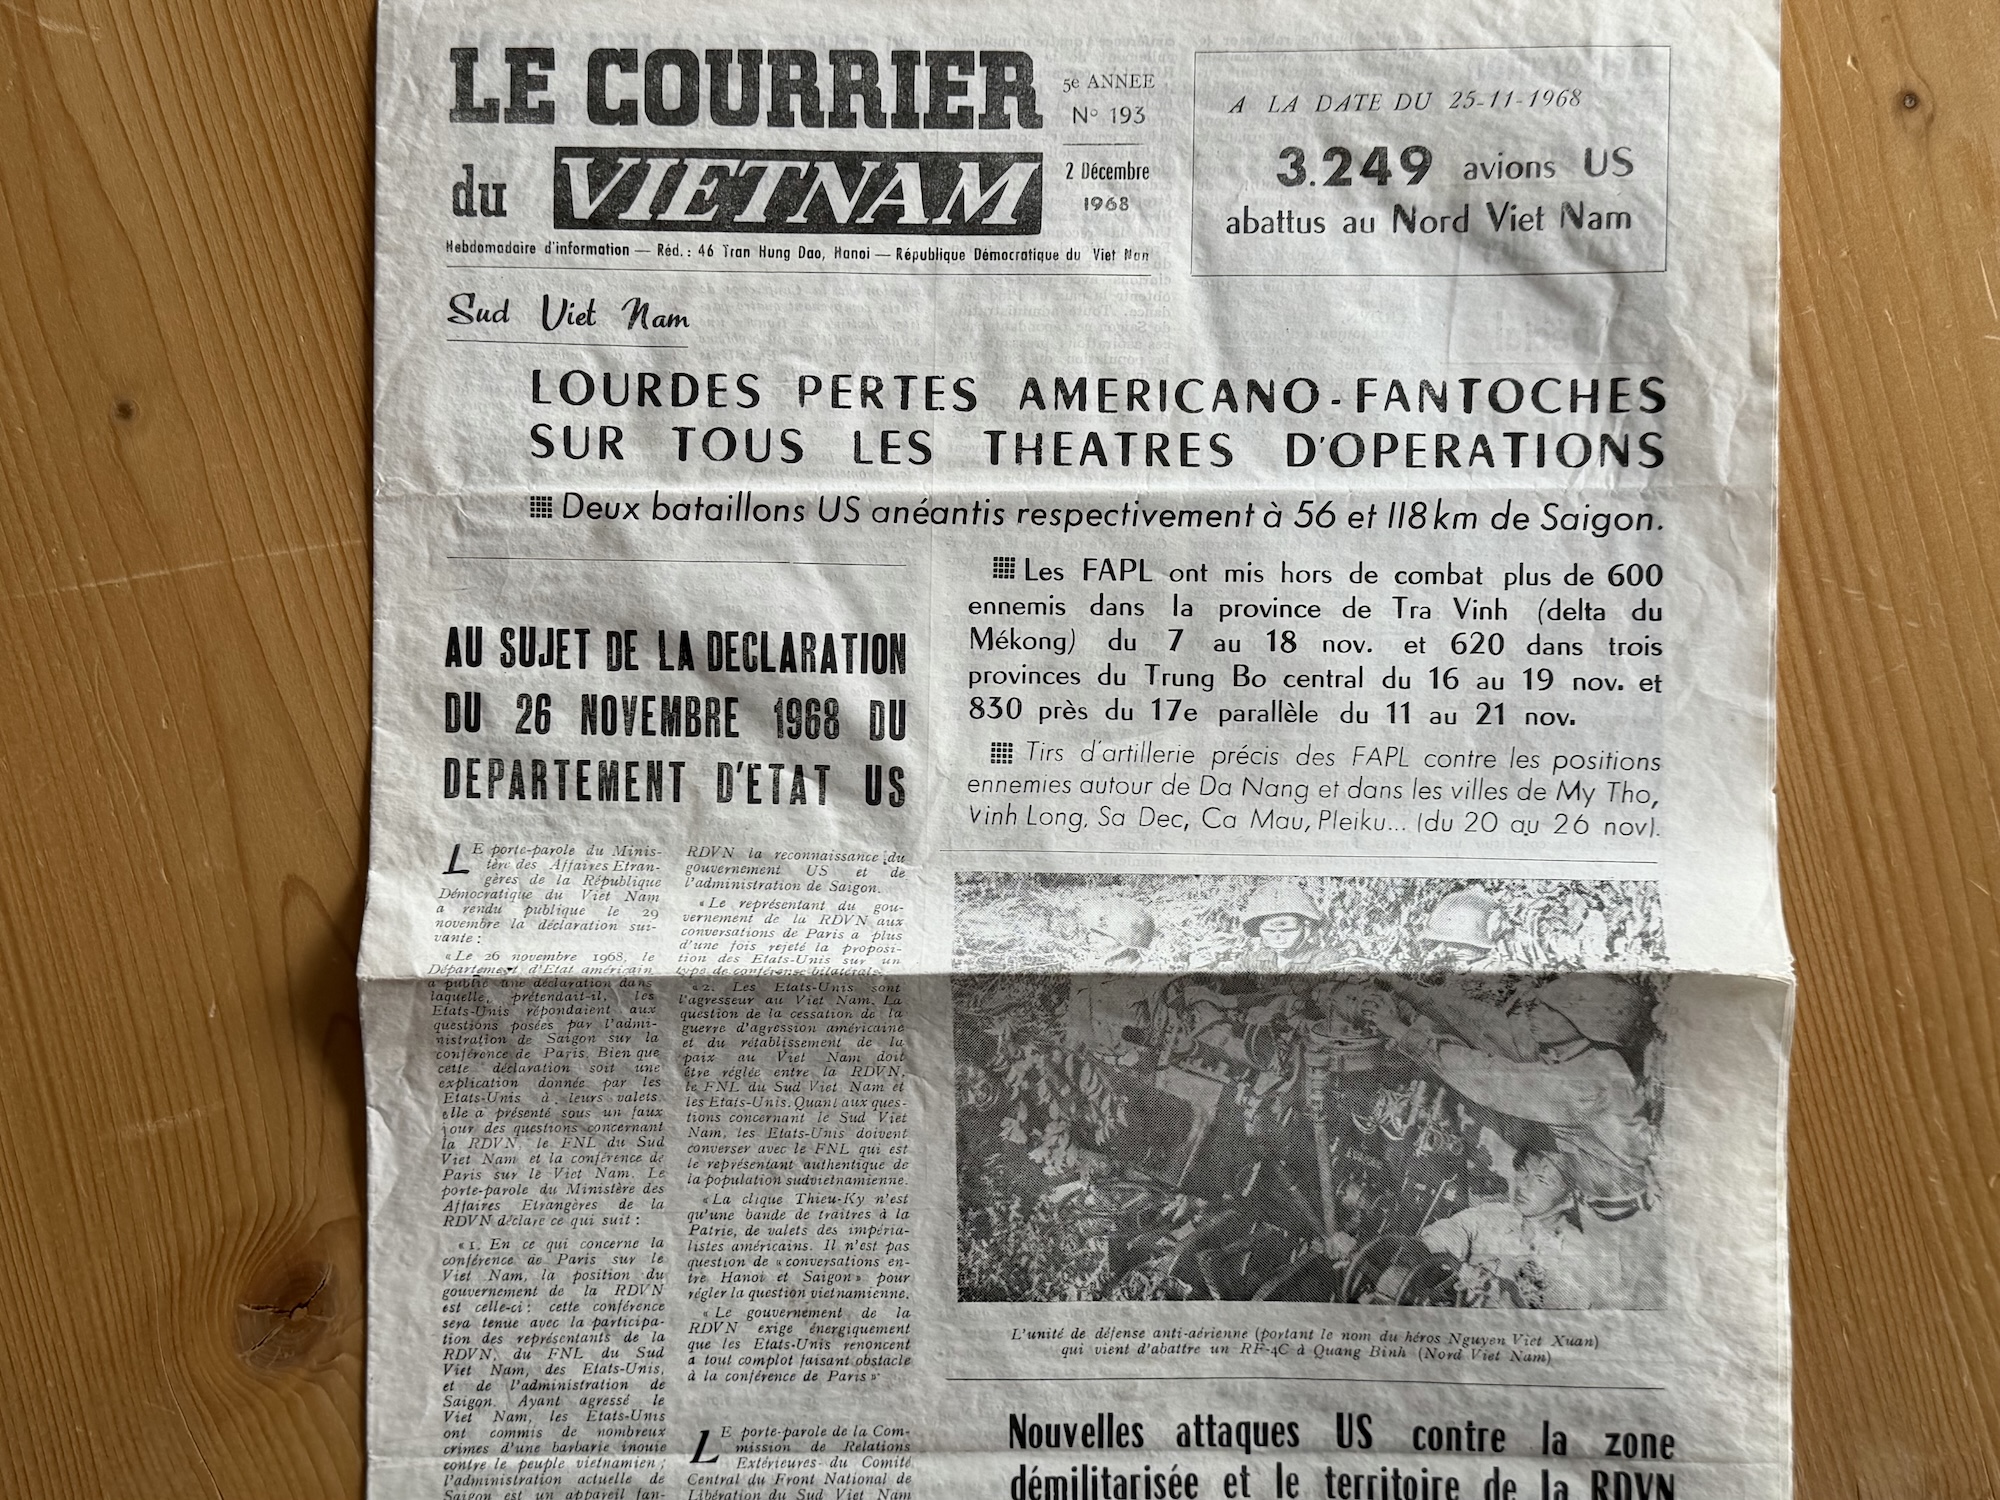 LE COURRIER
du VIETNAM
5e ANNEE
N° 193
2 Décembre
1968
Hebdomadaire d'information — Réd.: 46 Tran Hung Dao, Hanoi — République Démocratique du Viet Nam
A LA DATE DU 25-11-1968
3.249 avions US
abattus au Nord Viet Nam
Sud Viet Nam
LOURDES PERTES AMERICANO-FANTOCHES
SUR TOUS LES THEATRES D'OPERATIONS
Deux bataillons US anéantis respectivement à 56 et 118 km de Saigon.
Les FAPL ont mis hors de combat plus de 600
ennemis dans la province de Tra Vinh (delta du
Mékong) du 7 au 18 nov. et 620 dans trois
provinces du Trung Bo central du 16 au 19 nov. et
830 près du 17e parallèle du 11 au 21 nov.
Tirs d'artillerie précis des FAPL contre les positions
ennemies autour de Da Nang et dans les villes de My Tho,
Vinh Long, Sa Dec, Ca Mau, Pleiku... (du 20 au 26 nov).
AU SUJET DE LA DECLARATION
DU 26 NOVEMBRE 1968 DU
DEPARTEMENT D'ETAT US
LE porte-parole du Minis-
tère des Affaires Etran-
gères de la République
Démocratique du Viet Nam
a rendu publique le 29
novembre la déclaration sui-
vante :
«Le 26 novembre 1968, le
Département d'Etat américain
a publié une déclaration dans
laquelle, prétendait-il, les
Etats-Unis répondaient aux
questions posées par l'admi-
nistration de Saigon sur la
conférence de Paris. Bien que
cette déclaration soit une
explication donnée par les
Etats-Unis à leurs valets,
elle a présenté sous un faux
jour des questions concernant
la RDVN, le FNL du Sud
Viet Nam et la conférence de
Paris sur le Viet Nam. Le
porte-parole du Ministère des
Affaires Etrangères de la
RDVN déclare ce qui suit :
«1. En ce qui concerne la
conférence de Paris sur le
Viet Nam, la position du
gouvernement de la RDVN
est celle-ci : cette conférence
sera tenue avec la participa-
tion des représentants de la
RDVN, du FNL du Sud
Viet Nam, des Etats-Unis,
et de l'administration de
Saigon. Ayant agressé le
Viet Nam, les Etats-Unis
ont commis de nombreux
crimes d'une barbarie inouïe
contre le peuple vietnamien ;
l'administration actuelle de
Saigon est un appareil fan-
RDVN la reconnaissance du
gouvernement US et de
l'administration de Saigon.
«Le représentant du gou-
vernement de la RDVN aux
conversations de Paris a plus
d'une fois rejeté la proposi-
tion des Etats-Unis sur un
type de conférence bilatérale.
«2. Les Etats-Unis sont
l'agresseur au Viet Nam. La
question de la cessation de la
guerre d'agression américaine
et du rétablissement de la
paix au Viet Nam doit
être réglée entre la RDVN,
le FNL du Sud Viet Nam et
les Etats-Unis. Quant aux ques-
tions concernant le Sud Viet
Nam, les Etats-Unis doivent
converser avec le FNL qui est
le représentant authentique de
la population sudvietnamienne.
«La clique Thieu-Ky n'est
qu'une bande de traîtres à la
Patrie, de valets des impéria-
listes américains. Il n'est pas
question de «conversations en-
tre Hanoi et Saigon» pour
régler la question vietnamienne.
«Le gouvernement de la
RDVN exige énergiquement
que les Etats-Unis renoncent
à tout complot faisant obstacle
à la conférence de Paris»
LE porte-parole de la Com-
mission de Relations
Extérieures du Comité
Central du Front National de
Libération du Sud Viet Nam
L'unité de défense anti-aérienne (portant le nom du héros Nguyen Viet Xuan)
qui vient d'abattre un RF-4C à Quang Binh (Nord Viet Nam)
Nouvelles attaques US contre la zone
démilitarisée et le territoire de la RDVN